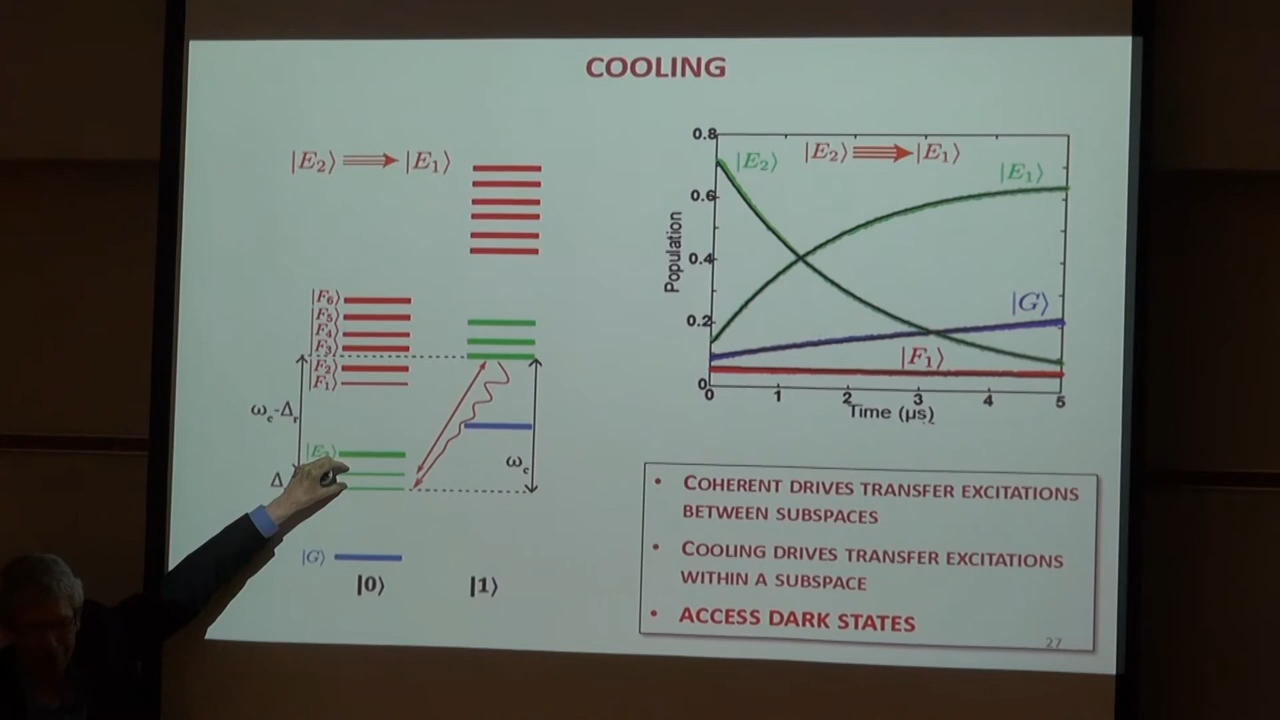 COOLING
|E₂⟩ ⇛ |E₁⟩
|F₆⟩
|F₅⟩
|F₄⟩
|F₃⟩
|F₂⟩
|F₁⟩
ω_c-Δ_r
Δ
ω_c
|G⟩
|0⟩ |1⟩
0.8
0.6
0.4
0.2
0
Population
|E₂⟩
|E₂⟩ ⇛ |E₁⟩
|E₁⟩
|G⟩
|F₁⟩
0 1 2 3 4 5
Time (μs)
• COHERENT DRIVES TRANSFER EXCITATIONS
BETWEEN SUBSPACES
• COOLING DRIVES TRANSFER EXCITATIONS
WITHIN A SUBSPACE
• ACCESS DARK STATES
27